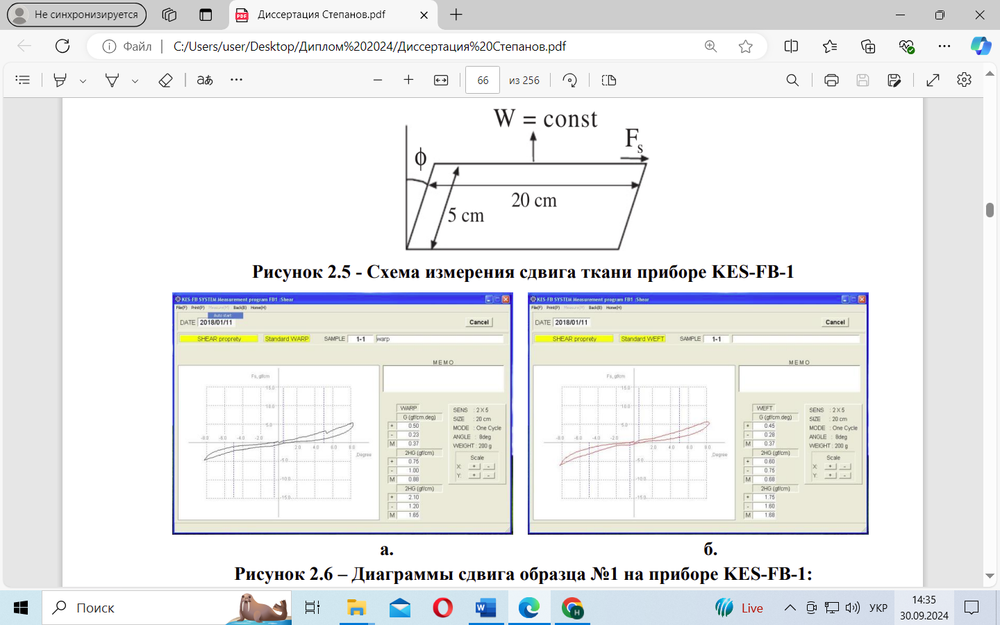 Не синхронизируется
Диссертация Степанов.pdf
Файл
C:/Users/user/Desktop/Диплом%202024/Диссертация%20Степанов.pdf
66 из 256
W = const
Fs
ϕ
20 cm
5 cm
Рисунок 2.5 - Схема измерения сдвига ткани приборе KES-FB-1
KES-FB SYSTEM Measurement program FB1 :Shear
File(F) Print(P) Measure(M) Back(B) Home(H)
Auto start
DATE 2018/01/11
Cancel
SHEAR proprety Standard WARP SAMPLE 1-1 warp
MEMO
Fs, gf/cm
15.0
10.0
5.0
-8.0 -6.0 -4.0 -2.0 2.0 4.0 6.0 8.0
,Degree
-5.0
-10.0
-15.0
WARP
G (gf/cm.deg)
+ 0.50
- 0.23
M 0.37
2HG (gf/cm)
+ 0.75
- 1.00
M 0.88
2HG (gf/cm)
+ 2.10
- 1.20
M 1.65
SENS : 2 X 5
SIZE : 20 cm
MODE : One Cycle
ANGLE : 8deg
WEIGHT : 200 g
Scale
X: + -
Y: + -
KES-FB SYSTEM Measurement program FB1 :Shear
File(F) Print(P) Measure(M) Back(B) Home(H)
DATE 2018/01/11
Cancel
SHEAR proprety Standard WEFT SAMPLE 1-1
MEMO
Fs, gf/cm
15.0
10.0
5.0
-8.0 -6.0 -4.0 -2.0 2.0 4.0 6.0 8.0
,Degree
-5.0
-10.0
-15.0
WEFT
G (gf/cm.deg)
+ 0.45
- 0.28
M 0.37
2HG (gf/cm)
+ 0.60
- 0.75
M 0.68
2HG (gf/cm)
+ 1.75
- 1.60
M 1.68
SENS : 2 X 5
SIZE : 20 cm
MODE : One Cycle
ANGLE : 8deg
WEIGHT : 200 g
Scale
X: + -
Y: + -
а.
б.
Рисунок 2.6 – Диаграммы сдвига образца №1 на приборе KES-FB-1:
Поиск
Live
УКР
14:35
30.09.2024